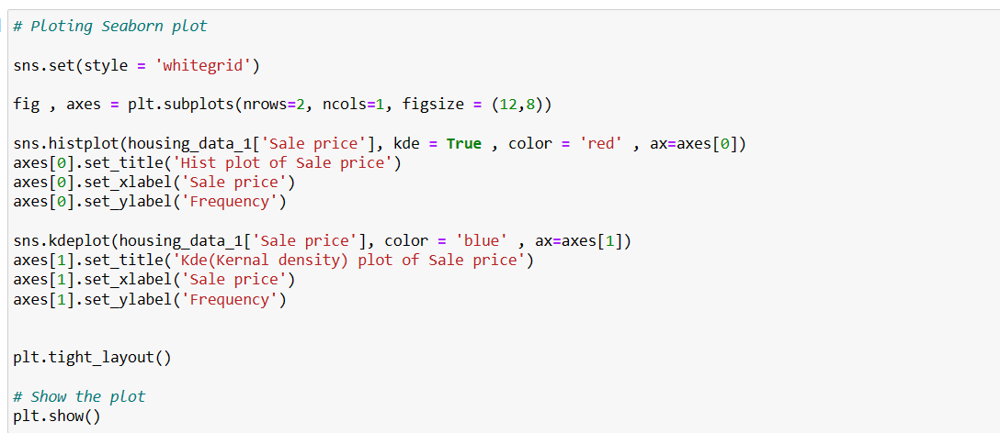 # Ploting Seaborn plot
sns.set(style = 'whitegrid')
fig , axes = plt.subplots(nrows=2, ncols=1, figsize = (12,8))
sns.histplot(housing_data_1['Sale price'], kde = True , color = 'red' , ax=axes[0])
axes[0].set_title('Hist plot of Sale price')
axes[0].set_xlabel('Sale price')
axes[0].set_ylabel('Frequency')
sns.kdeplot(housing_data_1['Sale price'], color = 'blue' , ax=axes[1])
axes[1].set_title('Kde(Kernal density) plot of Sale price')
axes[1].set_xlabel('Sale price')
axes[1].set_ylabel('Frequency')
plt.tight_layout()
# Show the plot
plt.show()